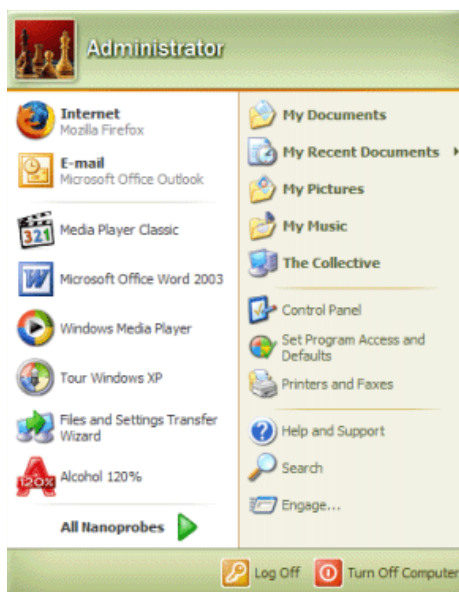 Administrator
Internet
Mozilla Firefox
E-mail
Microsoft Office Outlook
321
Media Player Classic
W
Microsoft Office Word 2003
Windows Media Player
Tour Windows XP
Files and Settings Transfer
Wizard
120%
Alcohol 120%
All Nanoprobes
My Documents
My Recent Documents
My Pictures
My Music
The Collective
Control Panel
Set Program Access and
Defaults
Printers and Faxes
Help and Support
Search
Engage...
Log Off
Turn Off Computer